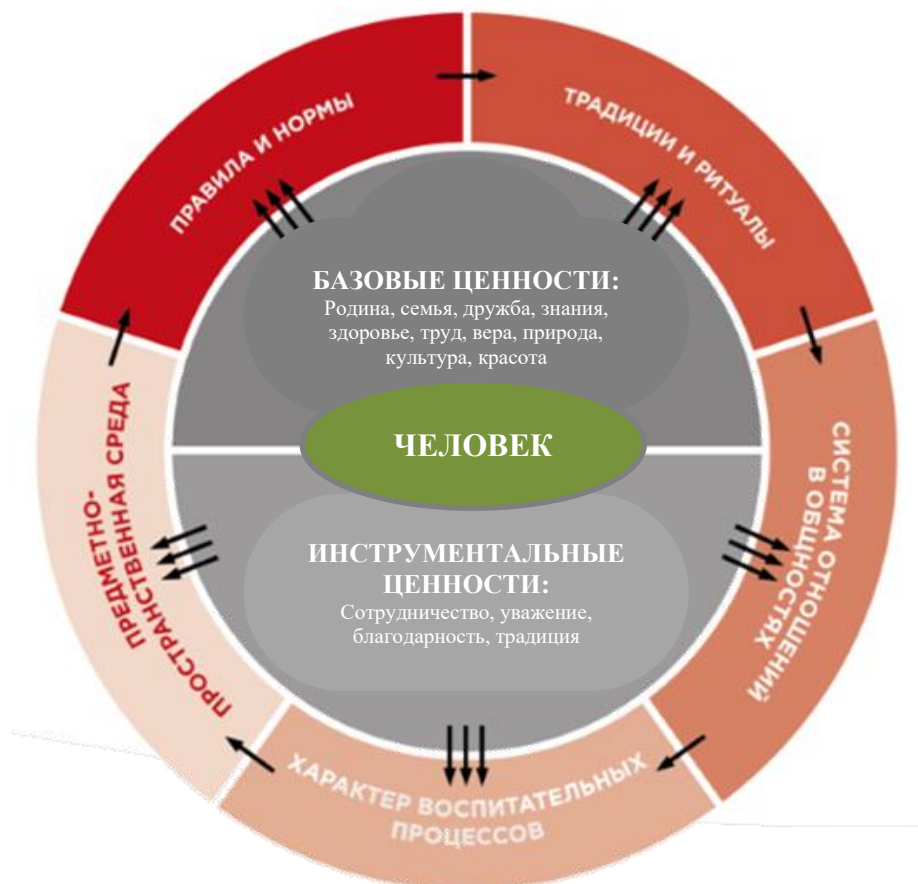 ПРАВИЛА И НОРМЫ
ТРАДИЦИИ И РИТУАЛЫ
БАЗОВЫЕ ЦЕННОСТИ:
Родина, семья, дружба, знания,
здоровье, труд, вера, природа,
культура, красота
ЧЕЛОВЕК
ИНСТРУМЕНТАЛЬНЫЕ
ЦЕННОСТИ:
Сотрудничество, уважение,
благодарность, традиция
СИСТЕМА ОТНОШЕНИЙ
В ОБЩНОСТЯХ
ХАРАКТЕР ВОСПИТАТЕЛЬНЫХ
ПРОЦЕССОВ
ПРЕДМЕТНО-
ПРОСТРАНСТВЕННАЯ СРЕДА